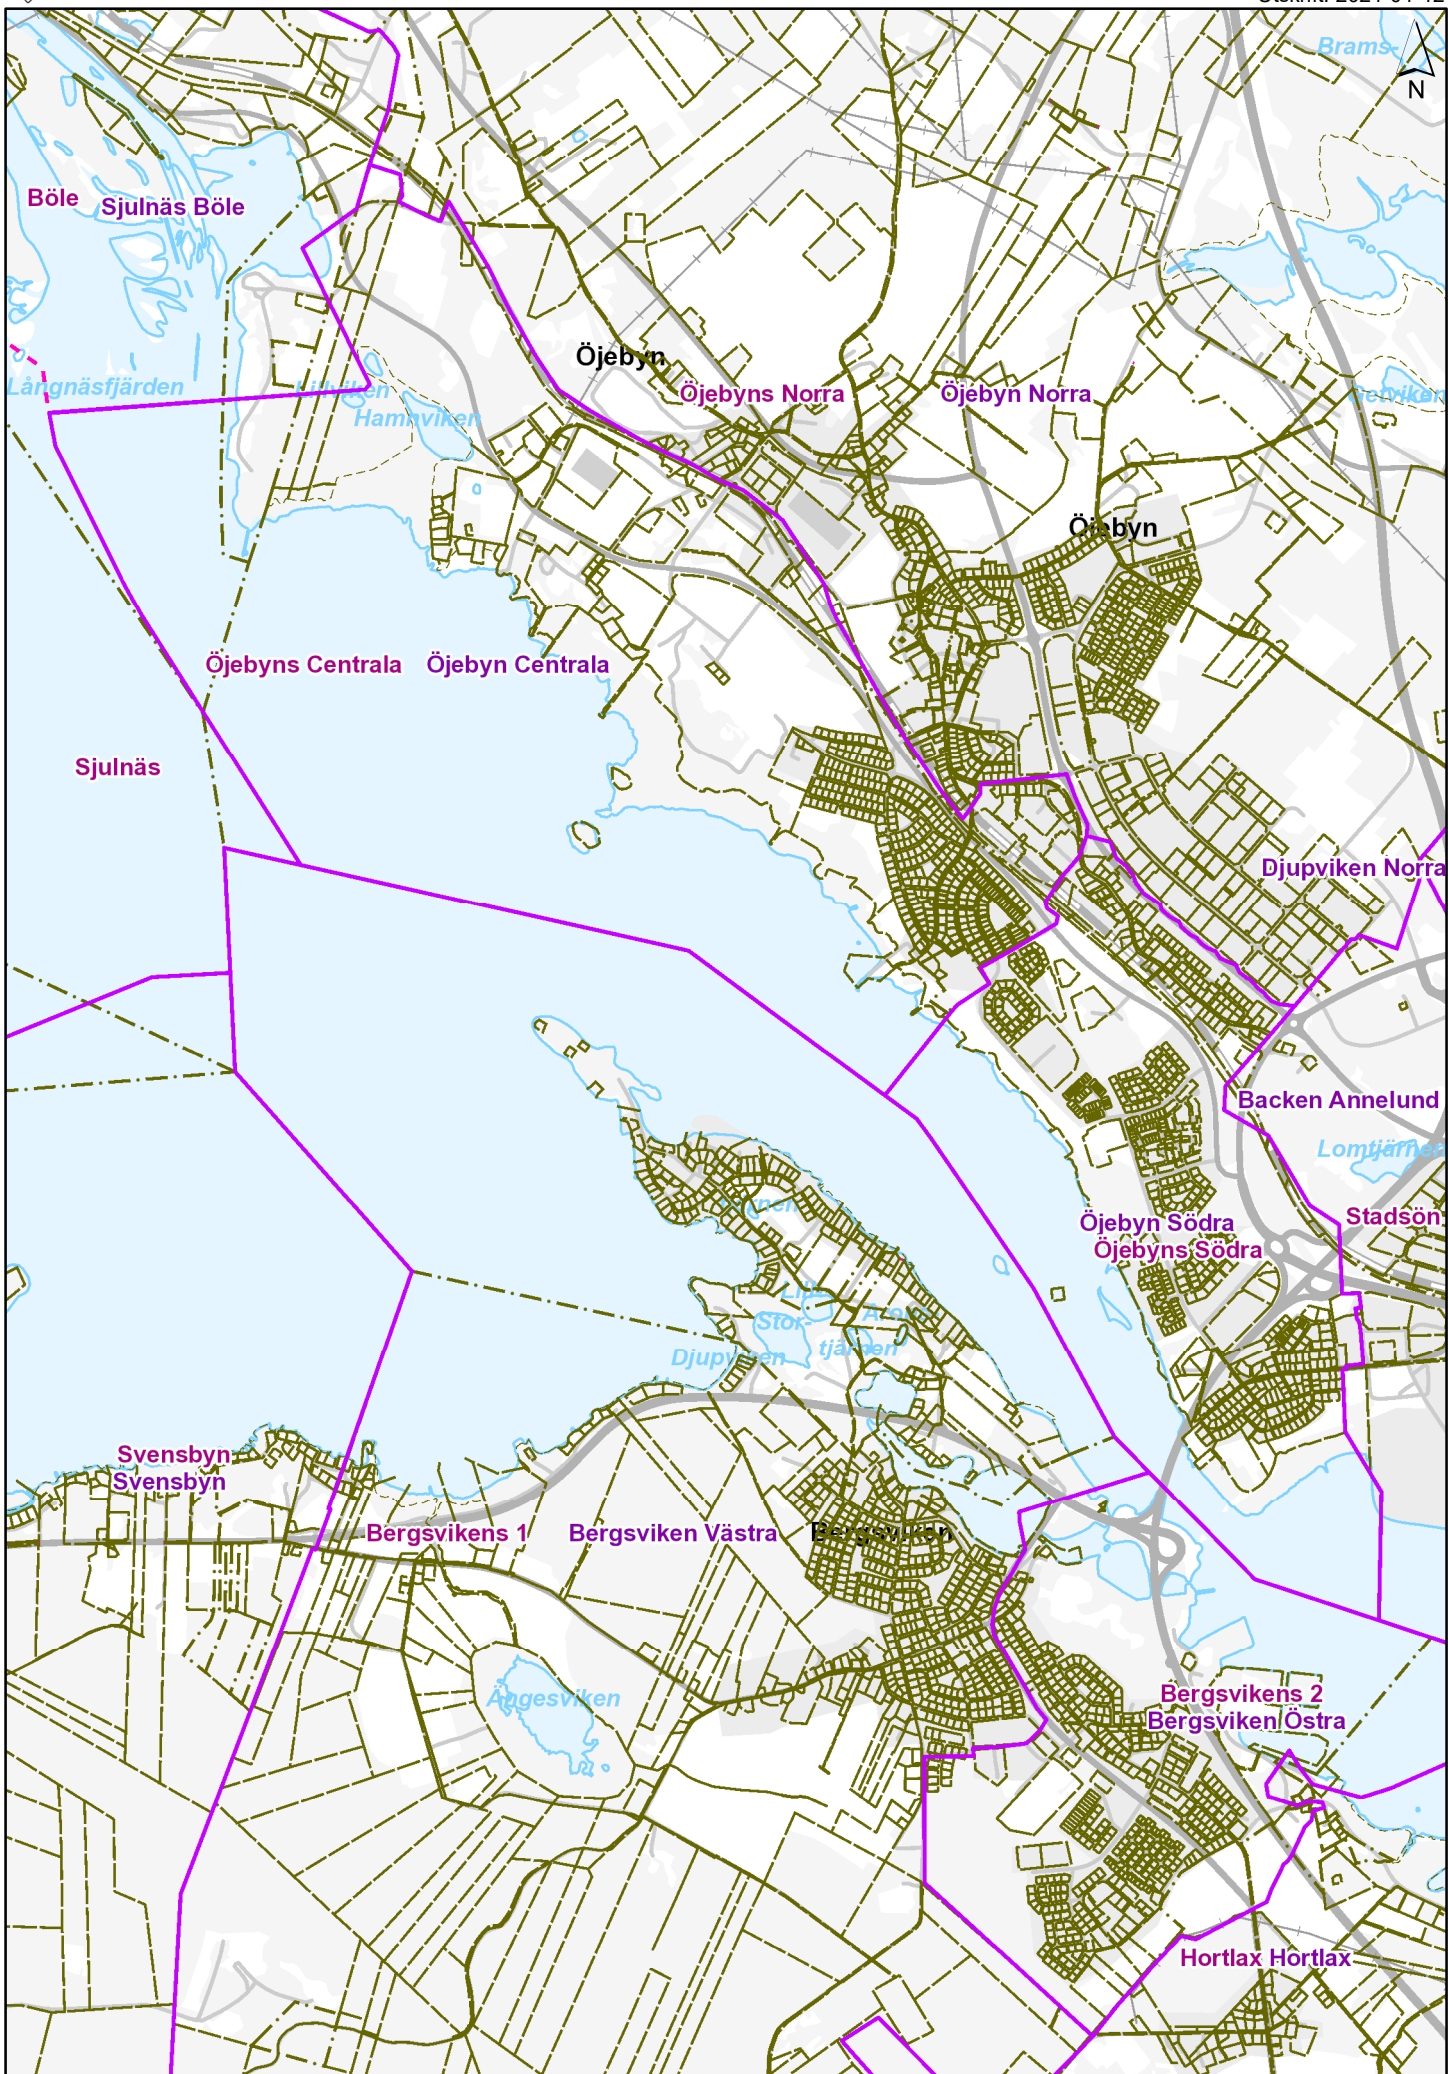 Brams-
N
Böle
Sjulnäs Böle
Öjebyn
Långnäsfjärden
Lillviken
Hamnviken
Öjebyns Norra
Öjebyn Norra
Öjebyn
Öjebyns Centrala
Öjebyn Centrala
Sjulnäs
Djupviken Norra
Backen Annelund
Lomtjärnen
Stadsön
Öjebyn Södra
Öjebyns Södra
Stor-
tjärnen
Djupviken
Svensbyn
Svensbyn
Bergsvikens 1
Bergsviken Västra
Bergsviken
Ängesviken
Bergsvikens 2
Bergsviken Östra
Hortlax
Hortlax